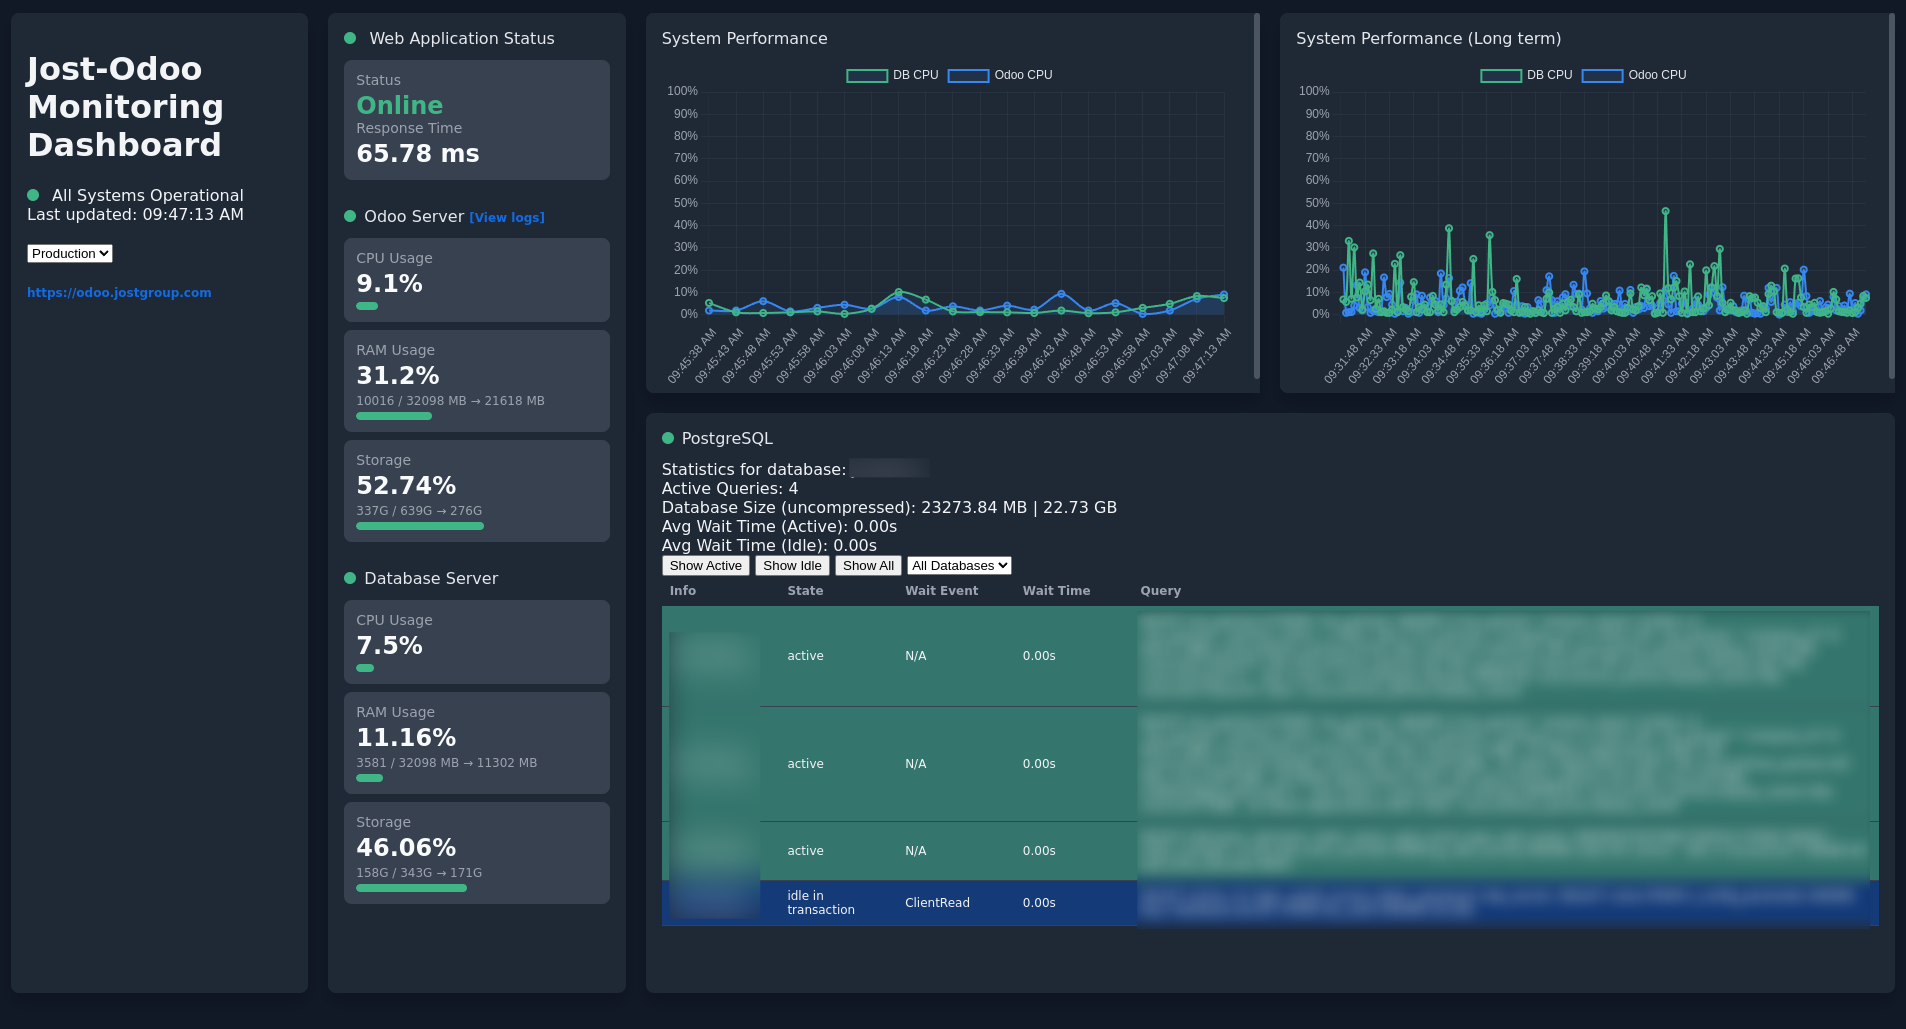 Jost-Odoo
Monitoring
Dashboard
All Systems Operational
Last updated: 09:47:13 AM
Production
https://odoo.jostgroup.com
Web Application Status
Status
Online
Response Time
65.78 ms
Odoo Server [View logs]
CPU Usage
9.1%
RAM Usage
31.2%
10016 / 32098 MB → 21618 MB
Storage
52.74%
337G / 639G → 276G
Database Server
CPU Usage
7.5%
RAM Usage
11.16%
3581 / 32098 MB → 11302 MB
Storage
46.06%
158G / 343G → 171G
System Performance
DB CPU Odoo CPU
100%
90%
80%
70%
60%
50%
40%
30%
20%
10%
0%
09:45:38 AM
09:45:43 AM
09:45:48 AM
09:45:53 AM
09:45:58 AM
09:46:03 AM
09:46:08 AM
09:46:13 AM
09:46:18 AM
09:46:23 AM
09:46:28 AM
09:46:33 AM
09:46:38 AM
09:46:43 AM
09:46:48 AM
09:46:53 AM
09:46:58 AM
09:47:03 AM
09:47:08 AM
09:47:13 AM
System Performance (Long term)
DB CPU Odoo CPU
100%
90%
80%
70%
60%
50%
40%
30%
20%
10%
0%
09:31:48 AM
09:32:33 AM
09:33:18 AM
09:34:03 AM
09:34:48 AM
09:35:33 AM
09:36:18 AM
09:37:03 AM
09:37:48 AM
09:38:33 AM
09:39:18 AM
09:40:03 AM
09:40:48 AM
09:41:33 AM
09:42:18 AM
09:43:03 AM
09:43:48 AM
09:44:33 AM
09:45:18 AM
09:46:03 AM
09:46:48 AM
PostgreSQL
Statistics for database:
Active Queries: 4
Database Size (uncompressed): 23273.84 MB | 22.73 GB
Avg Wait Time (Active): 0.00s
Avg Wait Time (Idle): 0.00s
Show Active Show Idle Show All All Databases
Info State Wait Event Wait Time Query
active N/A 0.00s
active N/A 0.00s
active N/A 0.00s
idle in
transaction ClientRead 0.00s